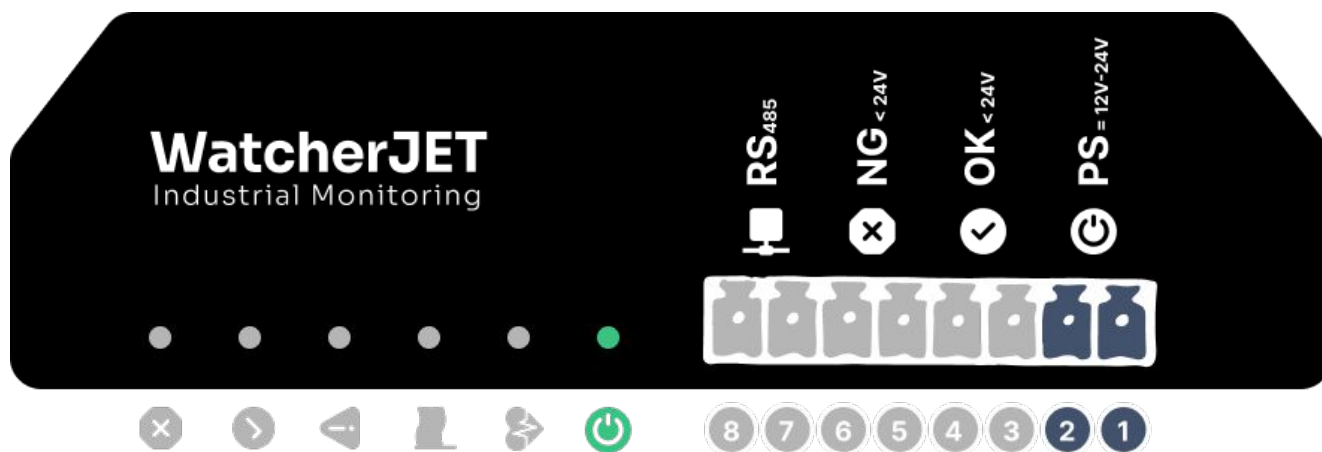 WatcherJET
Industrial Monitoring
RS485
NG < 24V
OK < 24V
PS = 12V-24V
8 7 6 5 4 3 2 1